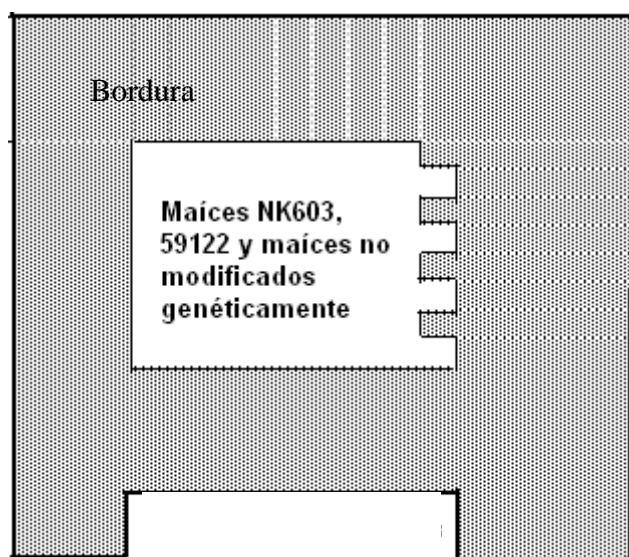 Bordura
Maíces NK603,
59122 y maíces no
modificados
genéticamente